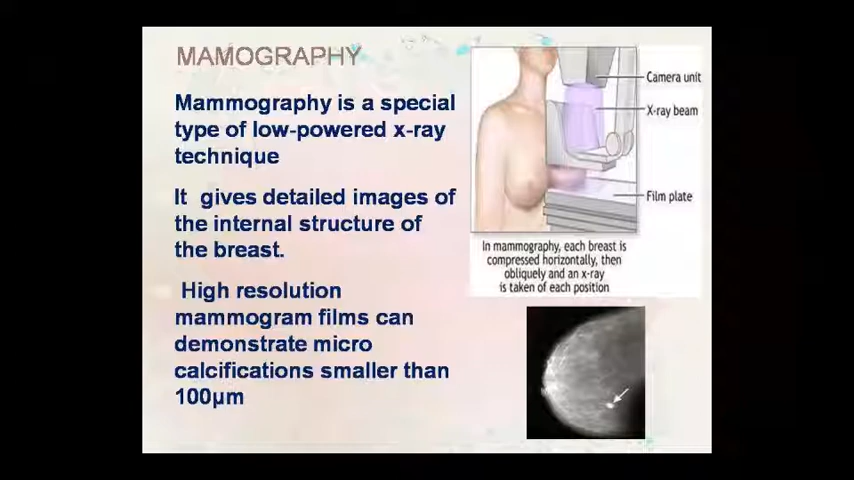 MAMOGRAPHY
Mammography is a special
type of low-powered x-ray
technique
It gives detailed images of
the internal structure of
the breast.
High resolution
mammogram films can
demonstrate micro
calcifications smaller than
100µm
Camera unit
X-ray beam
Film plate
In mammography, each breast is
compressed horizontally, then
obliquely and an x-ray
is taken of each position